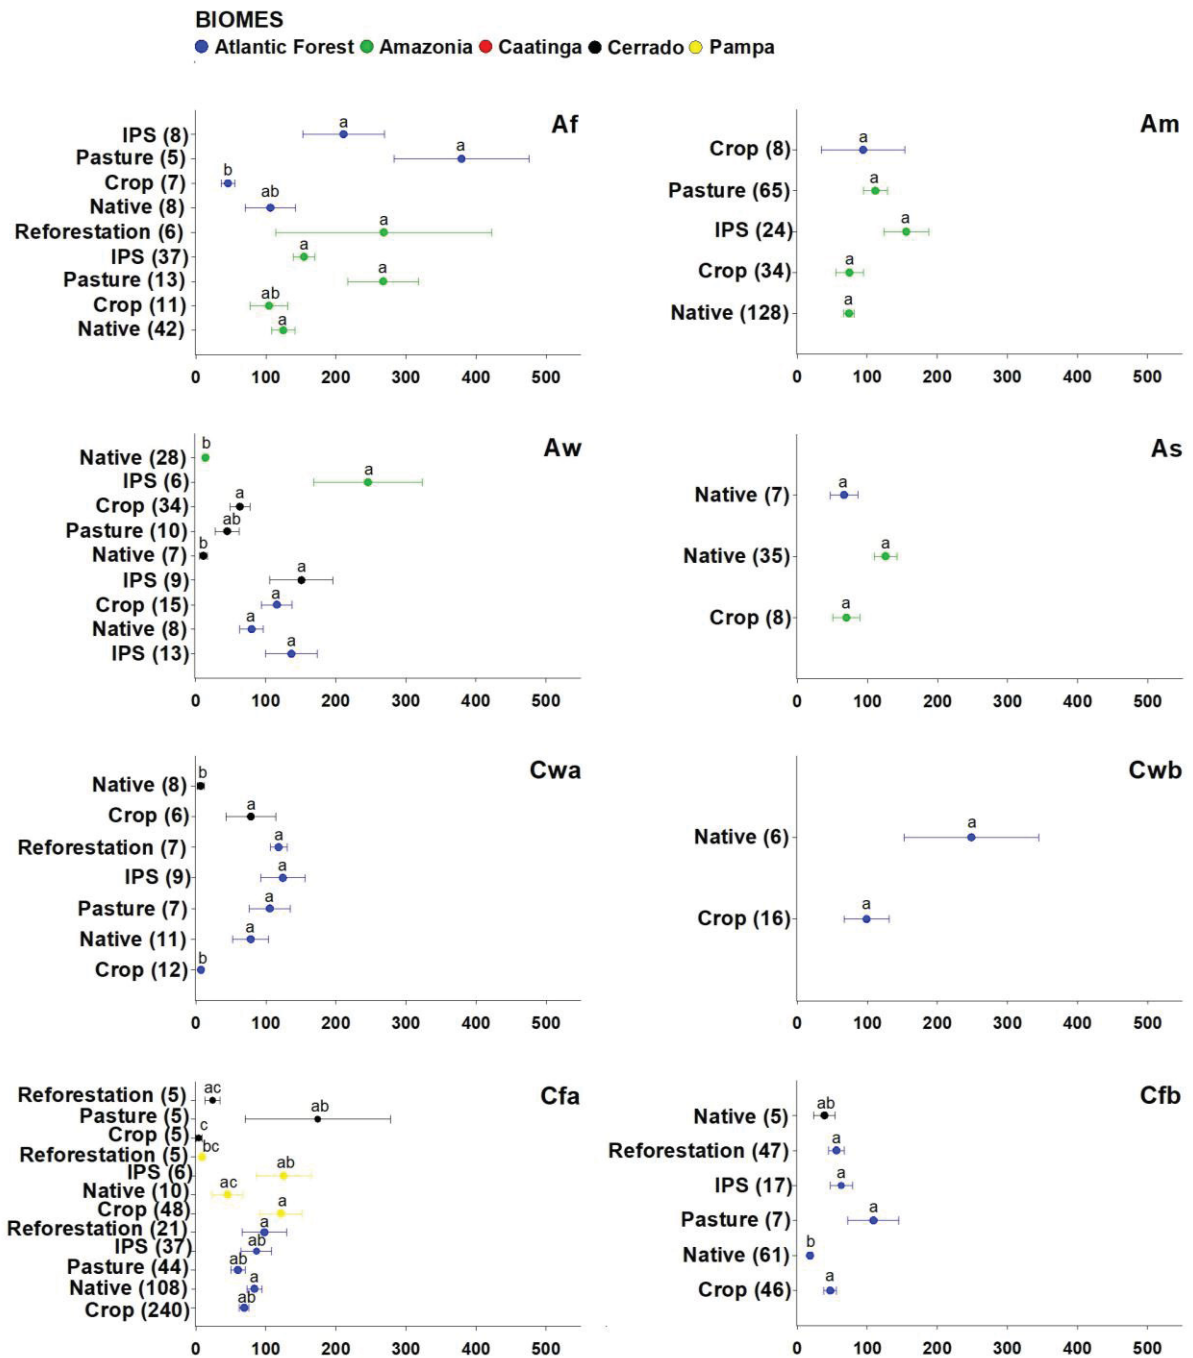 BIOMES
Atlantic Forest Amazonia Caatinga Cerrado Pampa
Af
IPS (8) a
Pasture (5) a
Crop (7) b
Native (8) ab
Reforestation (6) a
IPS (37) a
Pasture (13) a
Crop (11) ab
Native (42) a
0 100 200 300 400 500
Am
Crop (8) a
Pasture (65) a
IPS (24) a
Crop (34) a
Native (128) a
0 100 200 300 400 500
Aw
Native (28) b
IPS (6) a
Crop (34) a
Pasture (10) ab
Native (7) b
IPS (9) a
Crop (15) a
Native (8) a
IPS (13) a
0 100 200 300 400 500
As
Native (7) a
Native (35) a
Crop (8) a
0 100 200 300 400 500
Cwa
Native (8) b
Crop (6) a
Reforestation (7) a
IPS (9) a
Pasture (7) a
Native (11) a
Crop (12) b
0 100 200 300 400 500
Cwb
Native (6) a
Crop (16) a
0 100 200 300 400 500
Cfa
Reforestation (5) ac
Pasture (5) ab
Crop (5) c
Reforestation (5) bc
IPS (6) ab
Native (10) ac
Crop (48) a
Reforestation (21) a
IPS (37) ab
Pasture (44) ab
Native (108) a
Crop (240) ab
0 100 200 300 400 500
Cfb
Native (5) ab
Reforestation (47) a
IPS (17) a
Pasture (7) a
Native (61) b
Crop (46) a
0 100 200 300 400 500